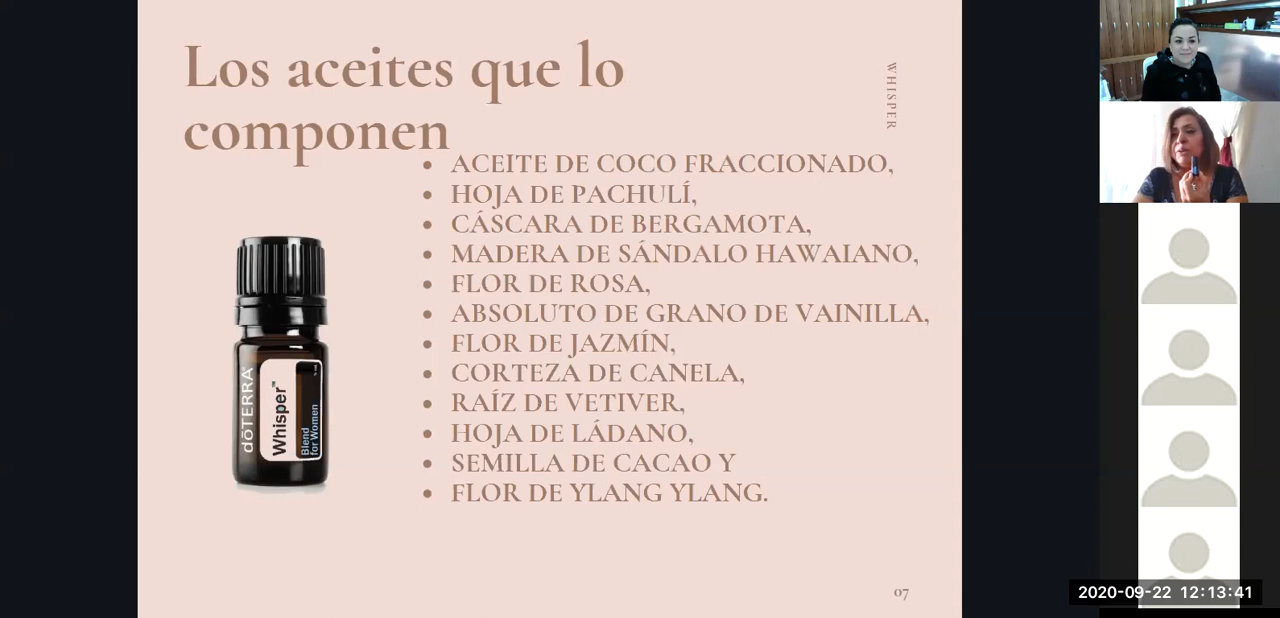 Los aceites que lo
componen
WHISPER
• ACEITE DE COCO FRACCIONADO,
• HOJA DE PACHULÍ,
• CÁSCARA DE BERGAMOTA,
• MADERA DE SÁNDALO HAWAIANO,
• FLOR DE ROSA,
• ABSOLUTO DE GRANO DE VAINILLA,
• FLOR DE JAZMÍN,
• CORTEZA DE CANELA,
• RAÍZ DE VETIVER,
• HOJA DE LÁDANO,
• SEMILLA DE CACAO Y
• FLOR DE YLANG YLANG.
dōTERRA
Whisper™
Blend
for Women
07
2020-09-22 12:13:41